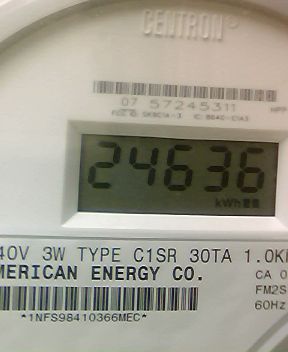 CENTRON
07 57245311
24636
kWh
40V 3W TYPE C1SR 30TA 1.0K
MERICAN ENERGY CO.
CA 0
FM2S
60Hz
*1NFS98410366MEC*